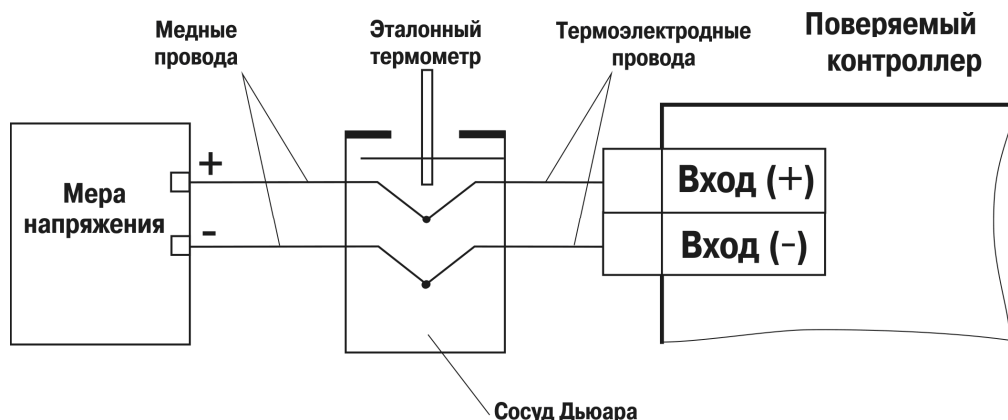 Медные
провода
Эталонный
термометр
Термоэлектродные
провода
Поверяемый
контроллер
Мера
напряжения
+
-
Вход (+)
Вход (-)
Сосуд Дьюара